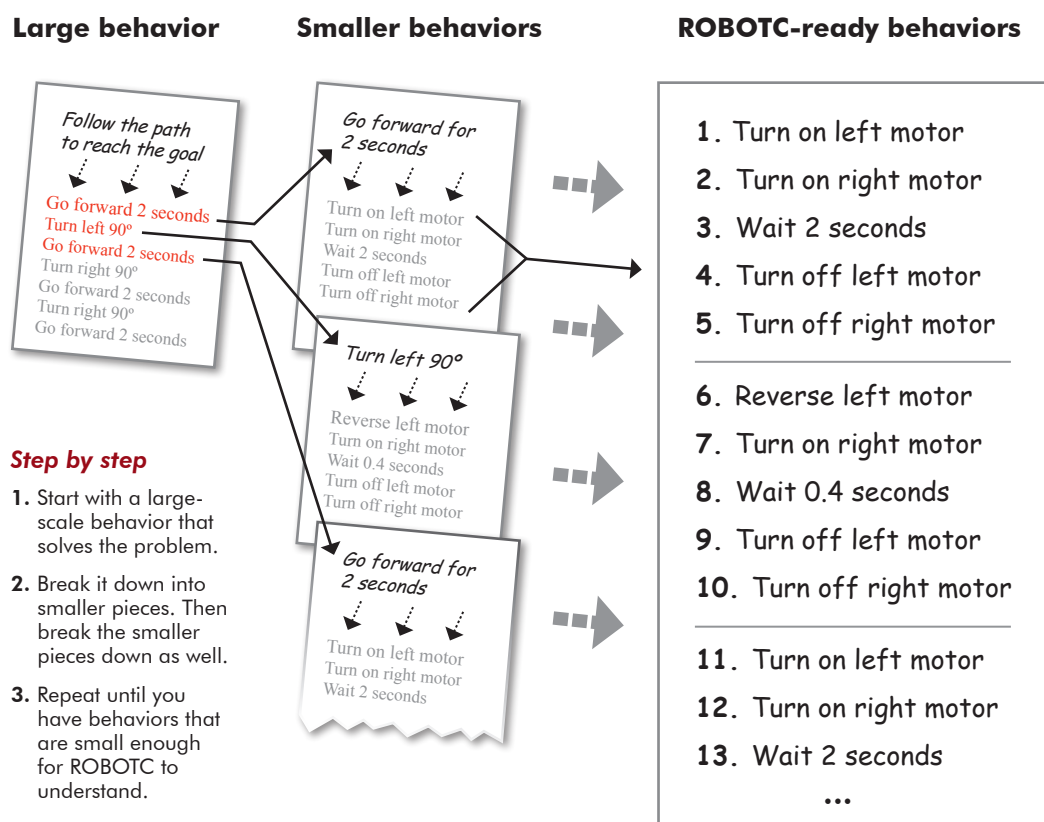 Large behavior
Follow the path
to reach the goal
Go forward 2 seconds
Turn left 90º
Go forward 2 seconds
Turn right 90º
Go forward 2 seconds
Turn right 90º
Go forward 2 seconds
Step by step
1. Start with a large-
scale behavior that
solves the problem.
2. Break it down into
smaller pieces. Then
break the smaller
pieces down as well.
3. Repeat until you
have behaviors that
are small enough
for ROBOTC to
understand.
Smaller behaviors
Go forward for
2 seconds
Turn on left motor
Turn on right motor
Wait 2 seconds
Turn off left motor
Turn off right motor
Turn left 90º
Reverse left motor
Turn on right motor
Wait 0.4 seconds
Turn off left motor
Turn off right motor
Go forward for
2 seconds
Turn on left motor
Turn on right motor
Wait 2 seconds
ROBOTC-ready behaviors
1. Turn on left motor
2. Turn on right motor
3. Wait 2 seconds
4. Turn off left motor
5. Turn off right motor
6. Reverse left motor
7. Turn on right motor
8. Wait 0.4 seconds
9. Turn off left motor
10. Turn off right motor
11. Turn on left motor
12. Turn on right motor
13. Wait 2 seconds
...